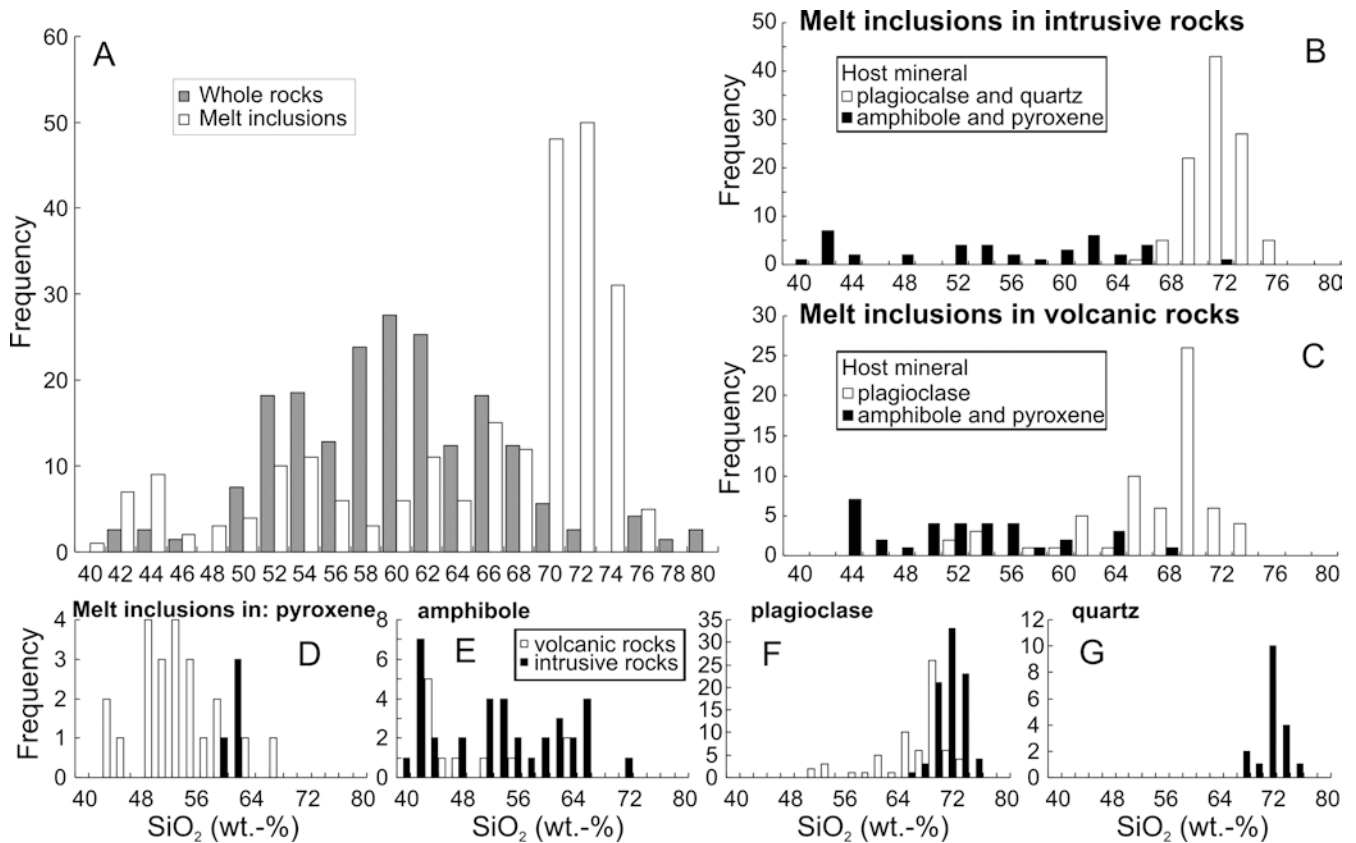 A
Whole rocks
Melt inclusions
Frequency
60
50
40
30
20
10
0
40 42 44 46 48 50 52 54 56 58 60 62 64 66 68 70 72 74 76 78 80
Melt inclusions in intrusive rocks
B
Host mineral
plagiocalse and quartz
amphibole and pyroxene
Frequency
50
40
30
20
10
0
40 44 48 52 56 60 64 68 72 76 80
Melt inclusions in volcanic rocks
C
Host mineral
plagioclase
amphibole and pyroxene
Frequency
30
25
20
15
10
5
0
40 44 48 52 56 60 64 68 72 76 80
Melt inclusions in: pyroxene
D
Frequency
4
3
2
1
0
40 48 56 64 72 80
SiO2 (wt.-%)
amphibole
E
volcanic rocks
intrusive rocks
8
6
4
2
0
40 48 56 64 72 80
SiO2 (wt.-%)
plagioclase
F
35
30
25
20
15
10
5
0
40 48 56 64 72 80
SiO2 (wt.-%)
quartz
G
12
10
8
6
4
2
0
40 48 56 64 72 80
SiO2 (wt.-%)